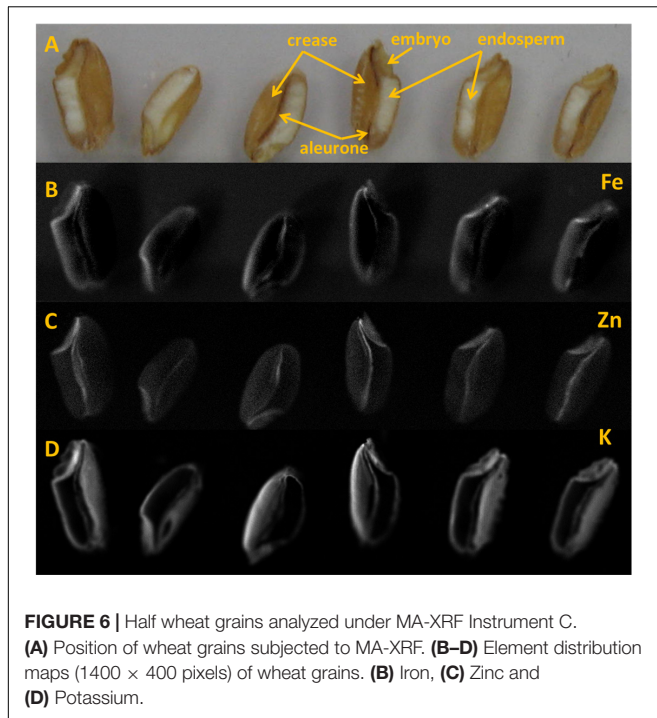 A
crease
embryo
endosperm
aleurone
B
Fe
C
Zn
D
K
FIGURE 6 | Half wheat grains analyzed under MA-XRF Instrument C.
(A) Position of wheat grains subjected to MA-XRF. (B–D) Element distribution
maps (1400 × 400 pixels) of wheat grains. (B) Iron, (C) Zinc and
(D) Potassium.